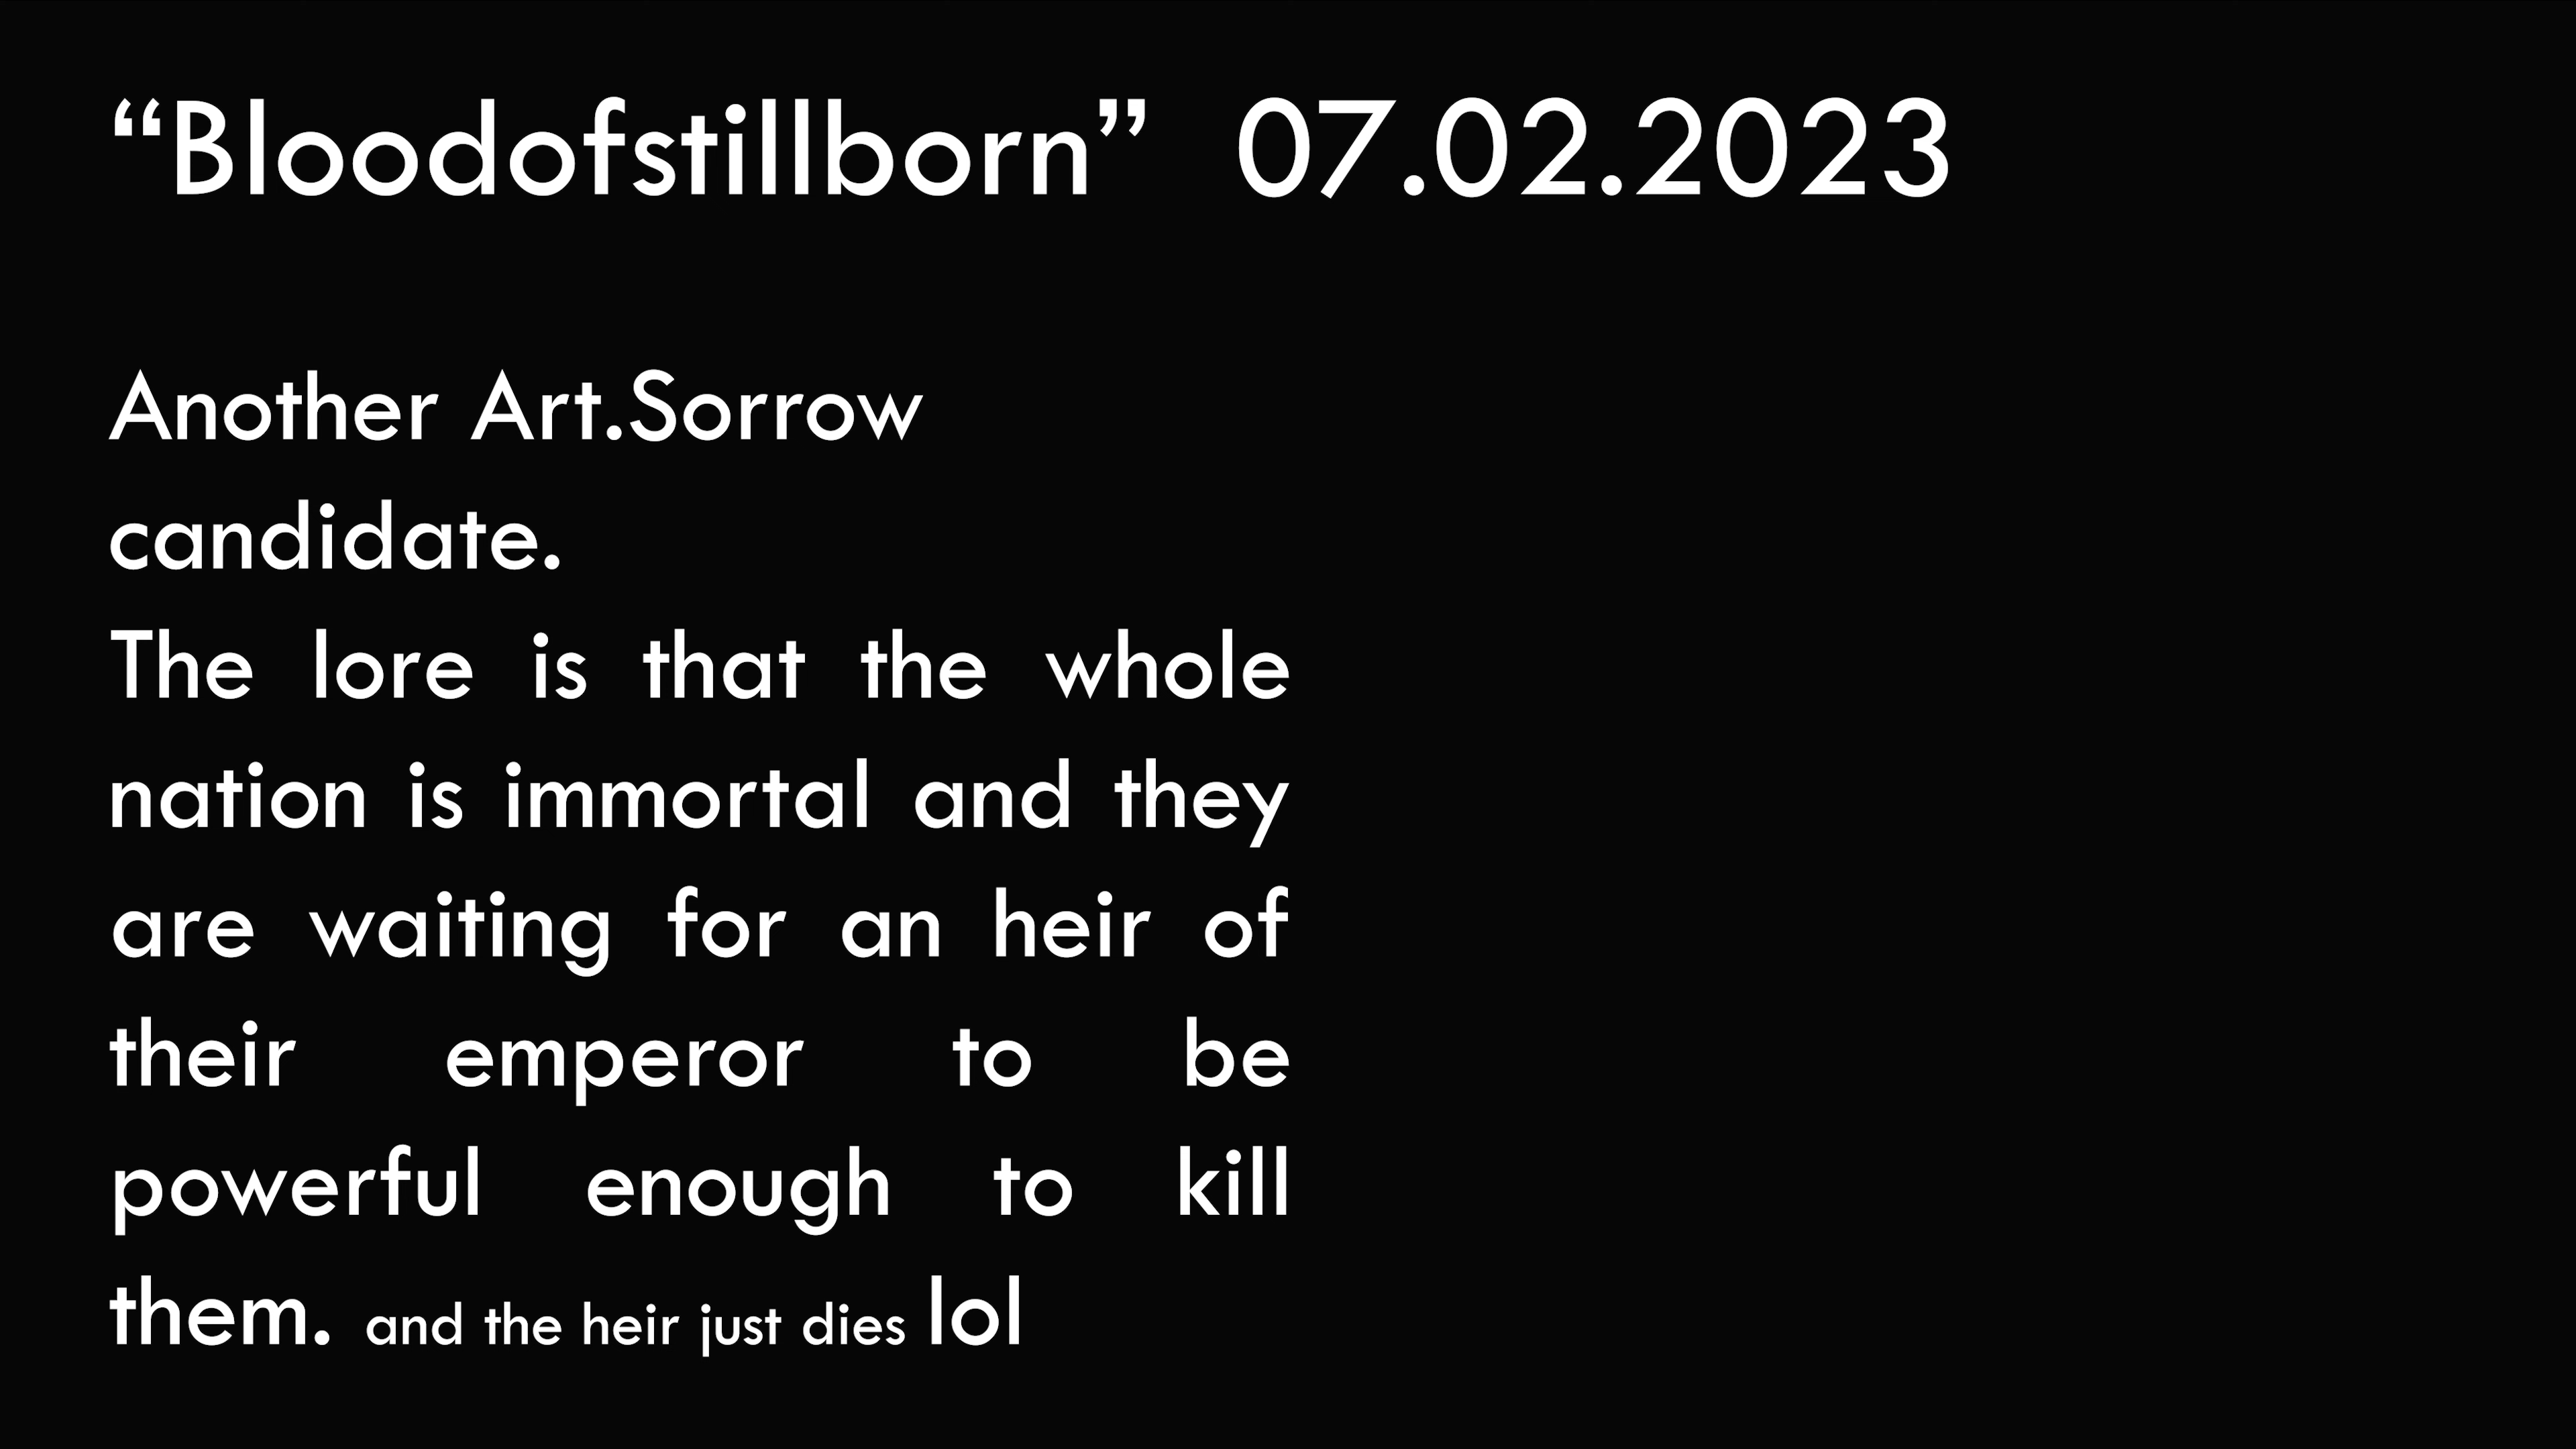 “Bloodofstillborn” 07.02.2023
Another Art.Sorrow
candidate.
The lore is that the whole
nation is immortal and they
are waiting for an heir of
their emperor to be
powerful enough to kill
them. and the heir just dies lol